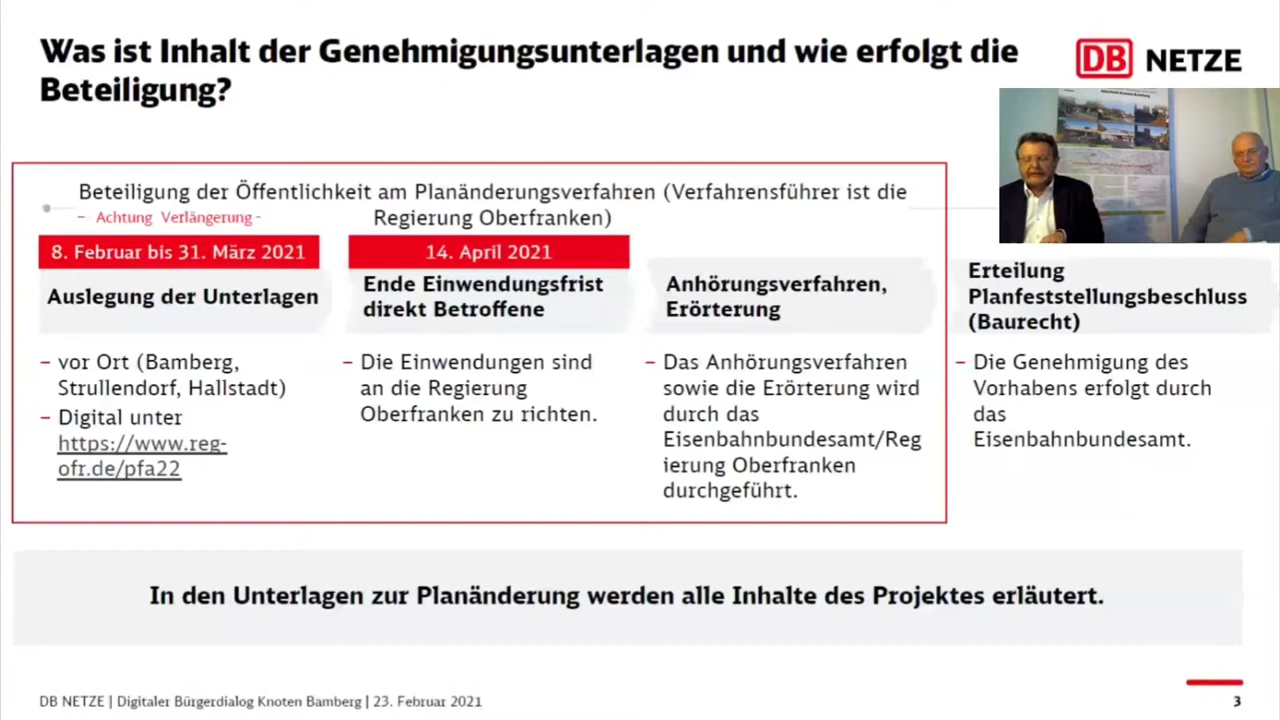 Was ist Inhalt der Genehmigungsunterlagen und wie erfolgt die
Beteiligung?
DB NETZE
Beteiligung der Öffentlichkeit am Planänderungsverfahren (Verfahrensführer ist die
Regierung Oberfranken)
– Achtung Verlängerung -
8. Februar bis 31. März 2021
Auslegung der Unterlagen
– vor Ort (Bamberg,
Strullendorf, Hallstadt)
– Digital unter
https://www.reg-
ofr.de/pfa22
14. April 2021
Ende Einwendungsfrist
direkt Betroffene
– Die Einwendungen sind
an die Regierung
Oberfranken zu richten.
Anhörungsverfahren,
Erörterung
– Das Anhörungsverfahren
sowie die Erörterung wird
durch das
Eisenbahnbundesamt/Reg
ierung Oberfranken
durchgeführt.
Erteilung
Planfeststellungsbeschluss
(Baurecht)
– Die Genehmigung des
Vorhabens erfolgt durch
das
Eisenbahnbundesamt.
In den Unterlagen zur Planänderung werden alle Inhalte des Projektes erläutert.
DB NETZE | Digitaler Bürgerdialog Knoten Bamberg | 23. Februar 2021
3